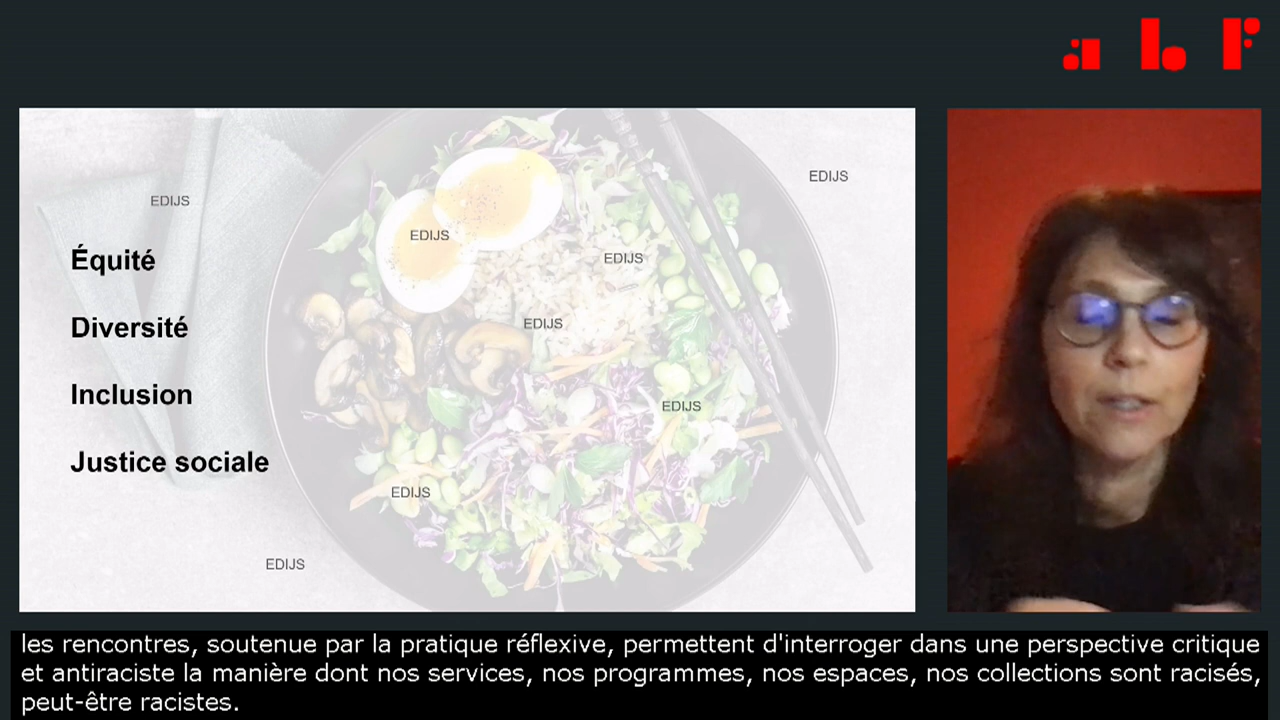 abf
EDIJS
EDIJS
EDIJS
Équité
EDIJS
Diversité
EDIJS
Inclusion
EDIJS
Justice sociale
EDIJS
EDIJS
les rencontres, soutenue par la pratique réflexive, permettent d'interroger dans une perspective critique
et antiraciste la manière dont nos services, nos programmes, nos espaces, nos collections sont racisés,
peut-être racistes.